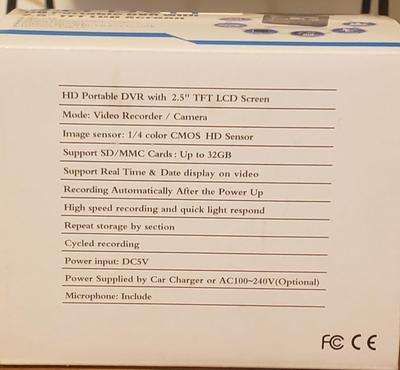 HD Portable DVR with 2.5" TFT LCD Screen
Mode: Video Recorder / Camera
Image sensor: 1/4 color CMOS HD Sensor
Support SD/MMC Cards: Up to 32GB
Support Real Time & Date display on video
Recording Automatically After the Power Up
High speed recording and quick light respond
Repeat storage by section
Cycled recording
Power input: DC5V
Power Supplied by Car Charger or AC100~240V(Optional)
Microphone: Include
FC CE